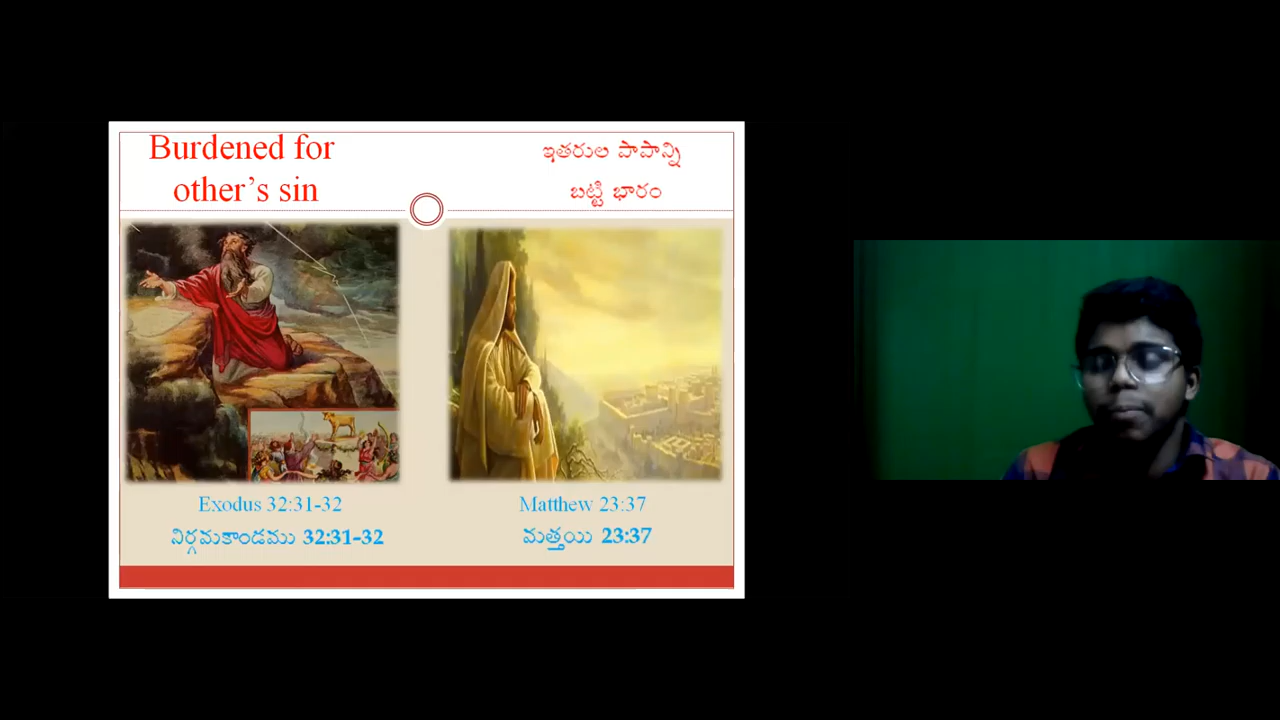 Burdened for
other’s sin
ఇతరుల పాపాన్ని
బట్టి భారం
Exodus 32:31-32
నిర్గమకాండము 32:31-32
Matthew 23:37
మత్తయి 23:37